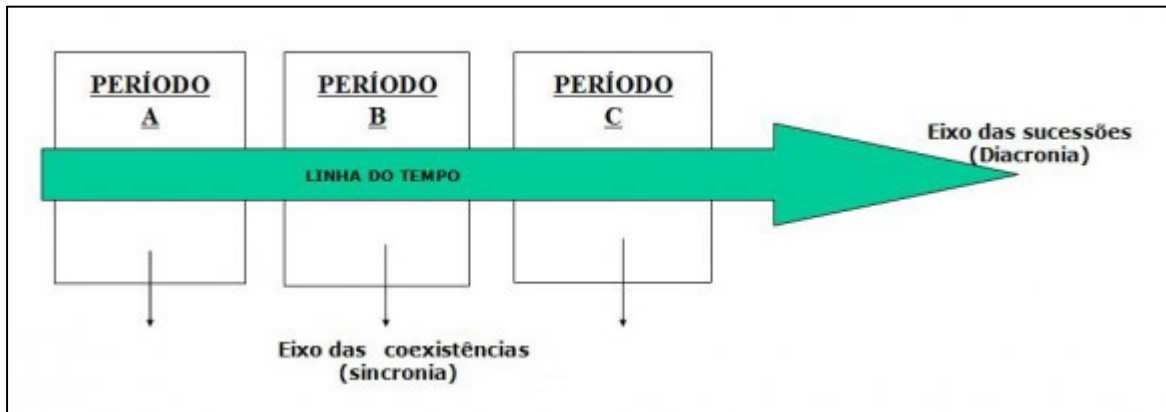 PERÍODO
A
PERÍODO
B
PERÍODO
C
LINHA DO TEMPO
Eixo das sucessões
(Diacronia)
Eixo das coexistências
(sincronia)